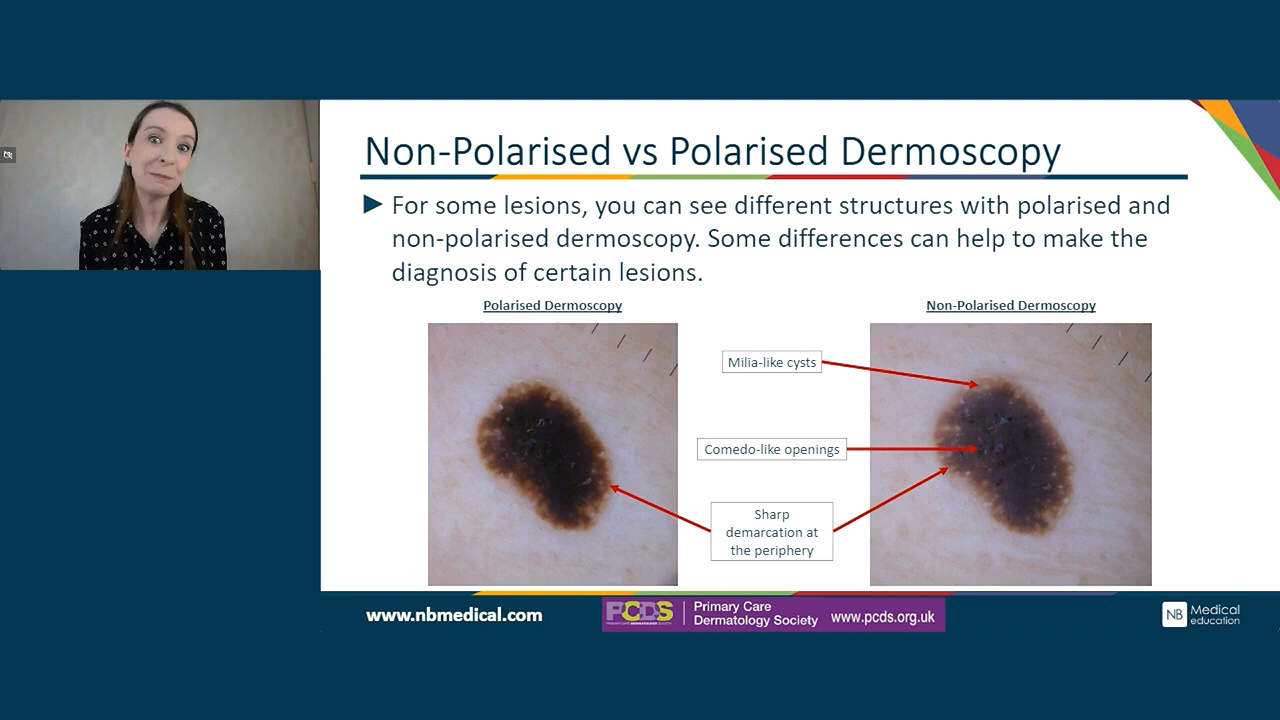 Non-Polarised vs Polarised Dermoscopy
For some lesions, you can see different structures with polarised and
non-polarised dermoscopy. Some differences can help to make the
diagnosis of certain lesions.
Polarised Dermoscopy
Non-Polarised Dermoscopy
Milia-like cysts
Comedo-like openings
Sharp
demarcation at
the periphery
www.nbmedical.com
PCDS
Primary Care
Dermatology Society
www.pcds.org.uk
NB
Medical
education